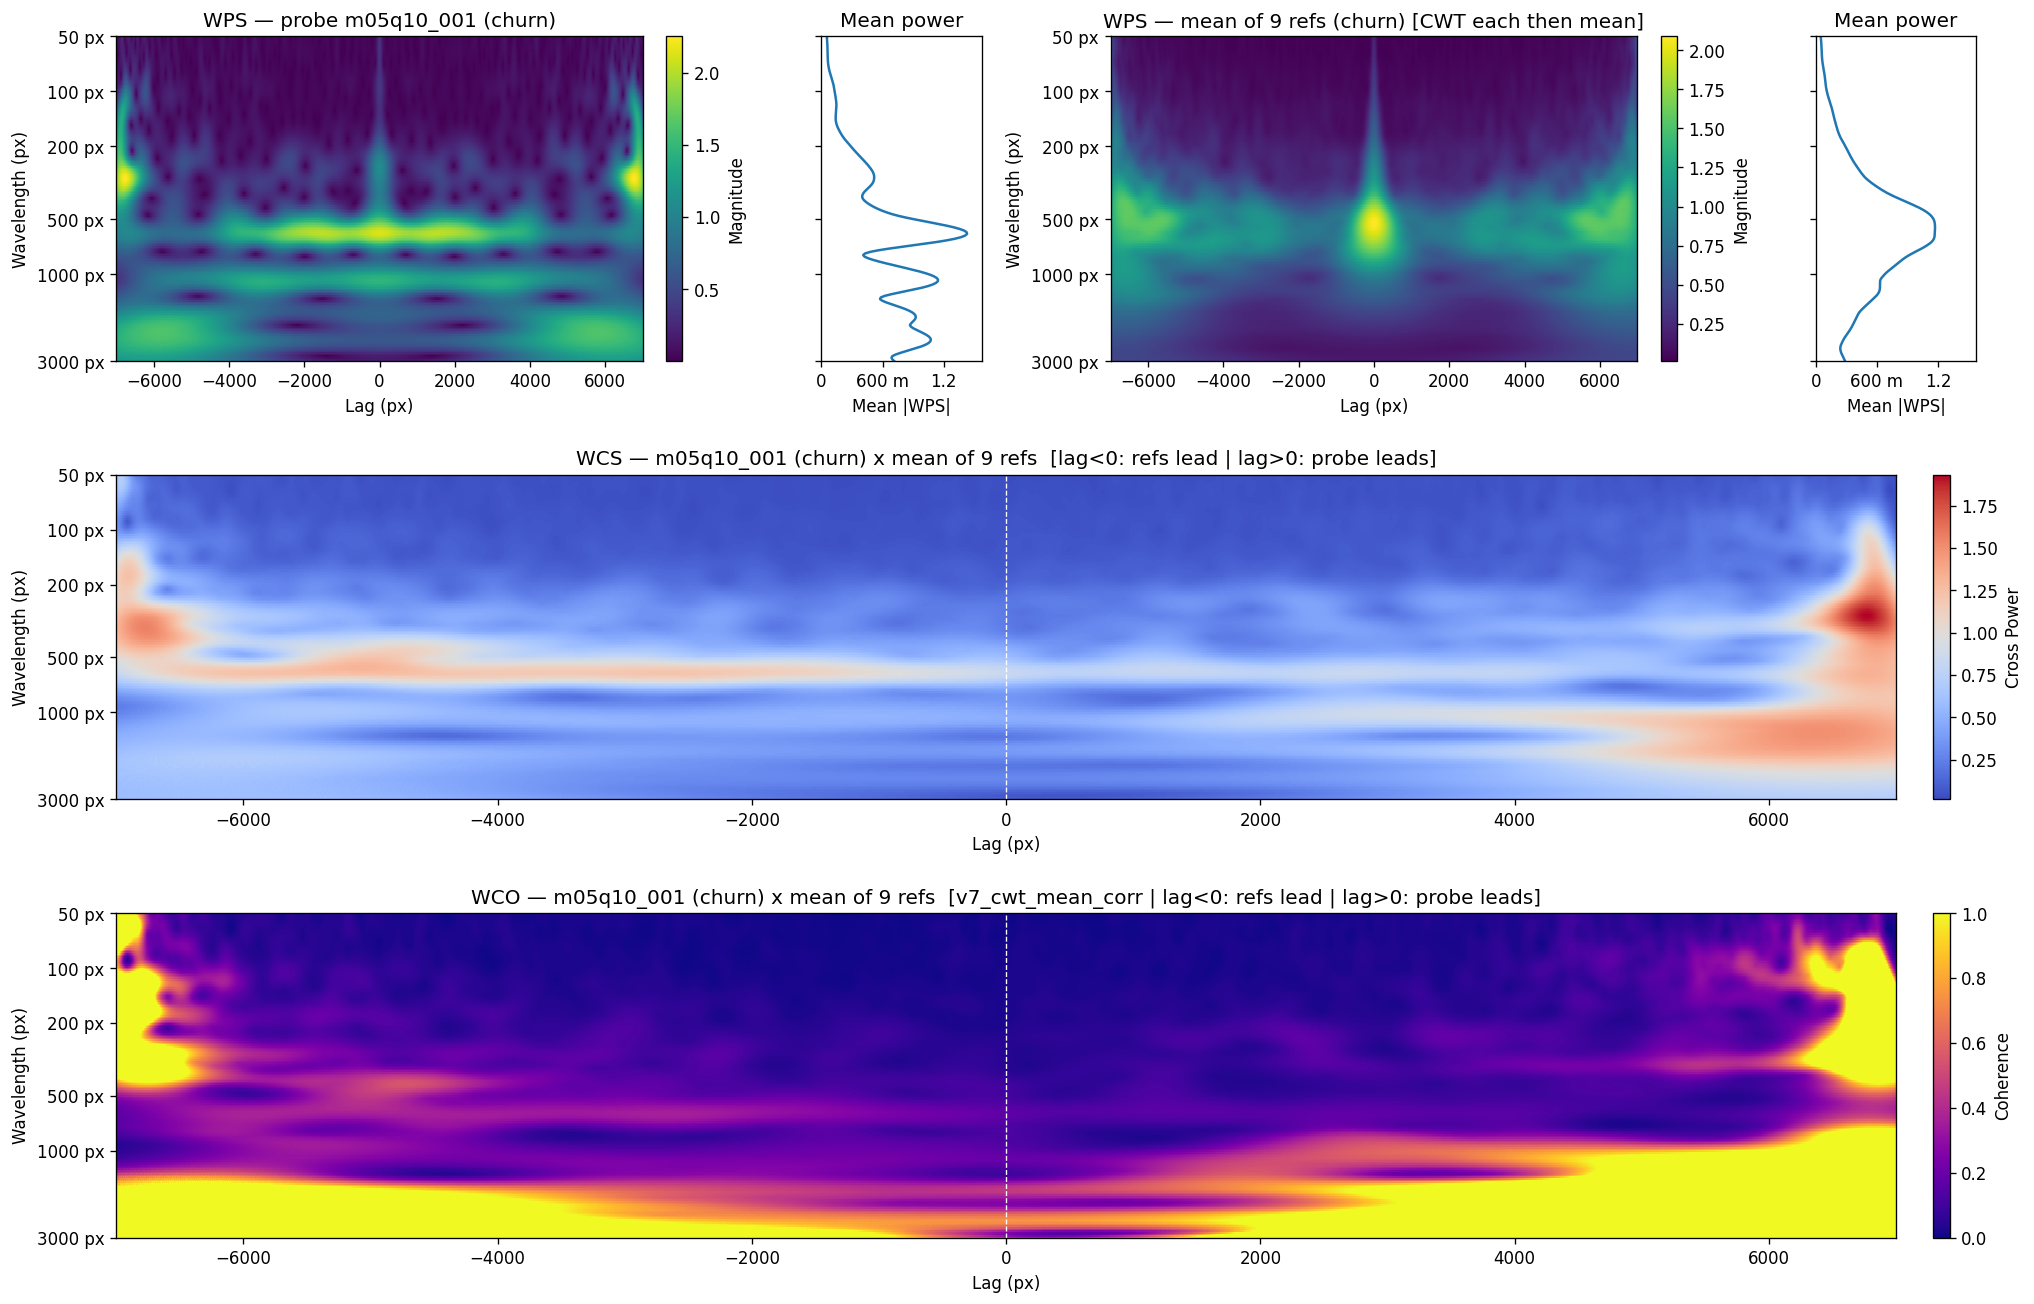 WPS — probe m05q10_001 (churn)
Mean power
WPS — mean of 9 refs (churn) [CWT each then mean]
Mean power
50 px
100 px
200 px
500 px
1000 px
3000 px
Wavelength (px)
−6000 −4000 −2000 0 2000 4000 6000
Lag (px)
2.0
1.5
1.0
0.5
Magnitude
0 600 m 1.2
Mean |WPS|
50 px
100 px
200 px
500 px
1000 px
3000 px
Wavelength (px)
−6000 −4000 −2000 0 2000 4000 6000
Lag (px)
2.00
1.75
1.50
1.25
1.00
0.75
0.50
0.25
Magnitude
0 600 m 1.2
Mean |WPS|
WCS — m05q10_001 (churn) x mean of 9 refs [lag<0: refs lead | lag>0: probe leads]
50 px
100 px
200 px
500 px
1000 px
3000 px
Wavelength (px)
−6000 −4000 −2000 0 2000 4000 6000
Lag (px)
1.75
1.50
1.25
1.00
0.75
0.50
0.25
Cross Power
WCO — m05q10_001 (churn) x mean of 9 refs [v7_cwt_mean_corr | lag<0: refs lead | lag>0: probe leads]
50 px
100 px
200 px
500 px
1000 px
3000 px
Wavelength (px)
−6000 −4000 −2000 0 2000 4000 6000
Lag (px)
1.0
0.8
0.6
0.4
0.2
0.0
Coherence